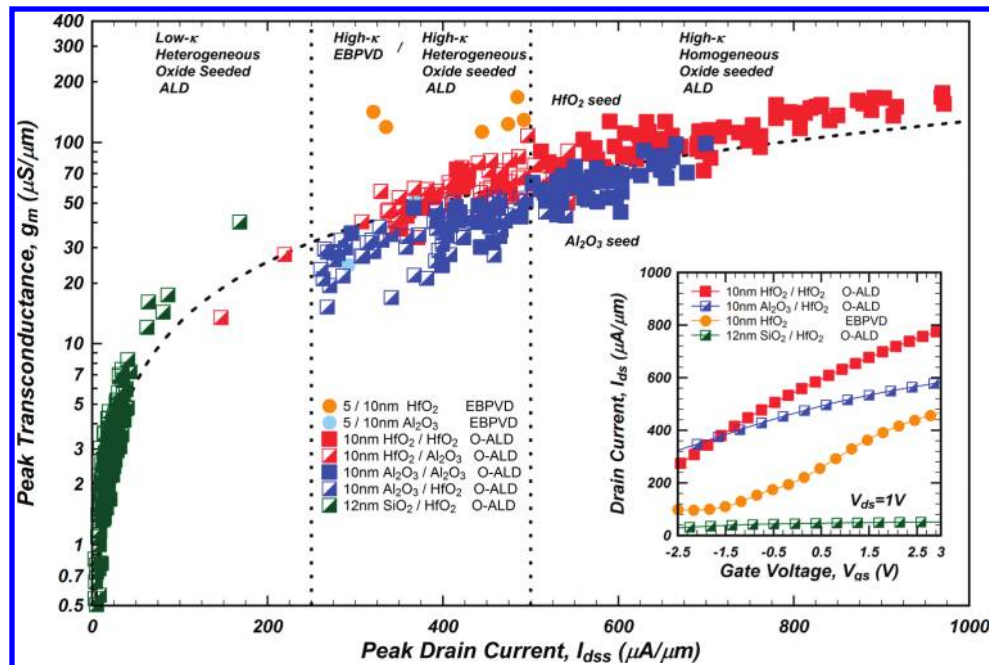 Peak Transconductance, gm (μS/μm)
400
300
200
100
70
50
30
20
10
7
5
3
2
1
0.7
0.5
Low-κ
Heterogeneous
Oxide Seeded
ALD
High-κ
EBPVD
/
High-κ
Heterogeneous
Oxide seeded
ALD
High-κ
Homogeneous
Oxide seeded
ALD
HfO2 seed
Al2O3 seed
5 / 10nm HfO2 EBPVD
5 / 10nm Al2O3 EBPVD
10nm HfO2 / HfO2 O-ALD
10nm HfO2 / Al2O3 O-ALD
10nm Al2O3 / Al2O3 O-ALD
10nm Al2O3 / HfO2 O-ALD
12nm SiO2 / HfO2 O-ALD
Drain Current, Ids (μA/μm)
1000
800
600
400
200
0
10nm HfO2 / HfO2 O-ALD
10nm Al2O3 / HfO2 O-ALD
10nm HfO2 EBPVD
12nm SiO2 / HfO2 O-ALD
Vds=1V
-2.5 -1.5 -0.5 0.5 1.5 2.5 3
Gate Voltage, Vgs (V)
0 200 400 600 800 1000
Peak Drain Current, Idss (μA/μm)